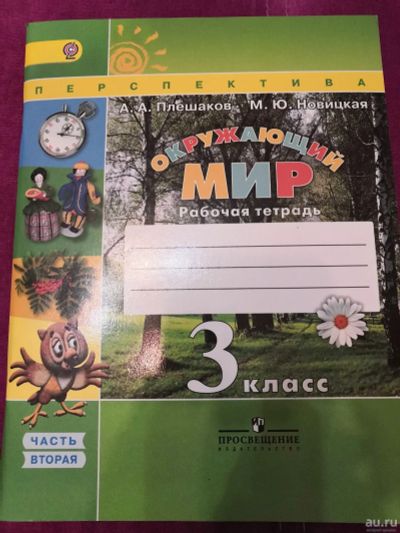 ПЕРСПЕКТИВА
А. А. Плешаков, М. Ю. Новицкая
ОКРУЖАЮЩИЙ
МИР
Рабочая тетрадь
3 класс
ЧАСТЬ
ВТОРАЯ
ПРОСВЕЩЕНИЕ
ИЗДАТЕЛЬСТВО
au.ru